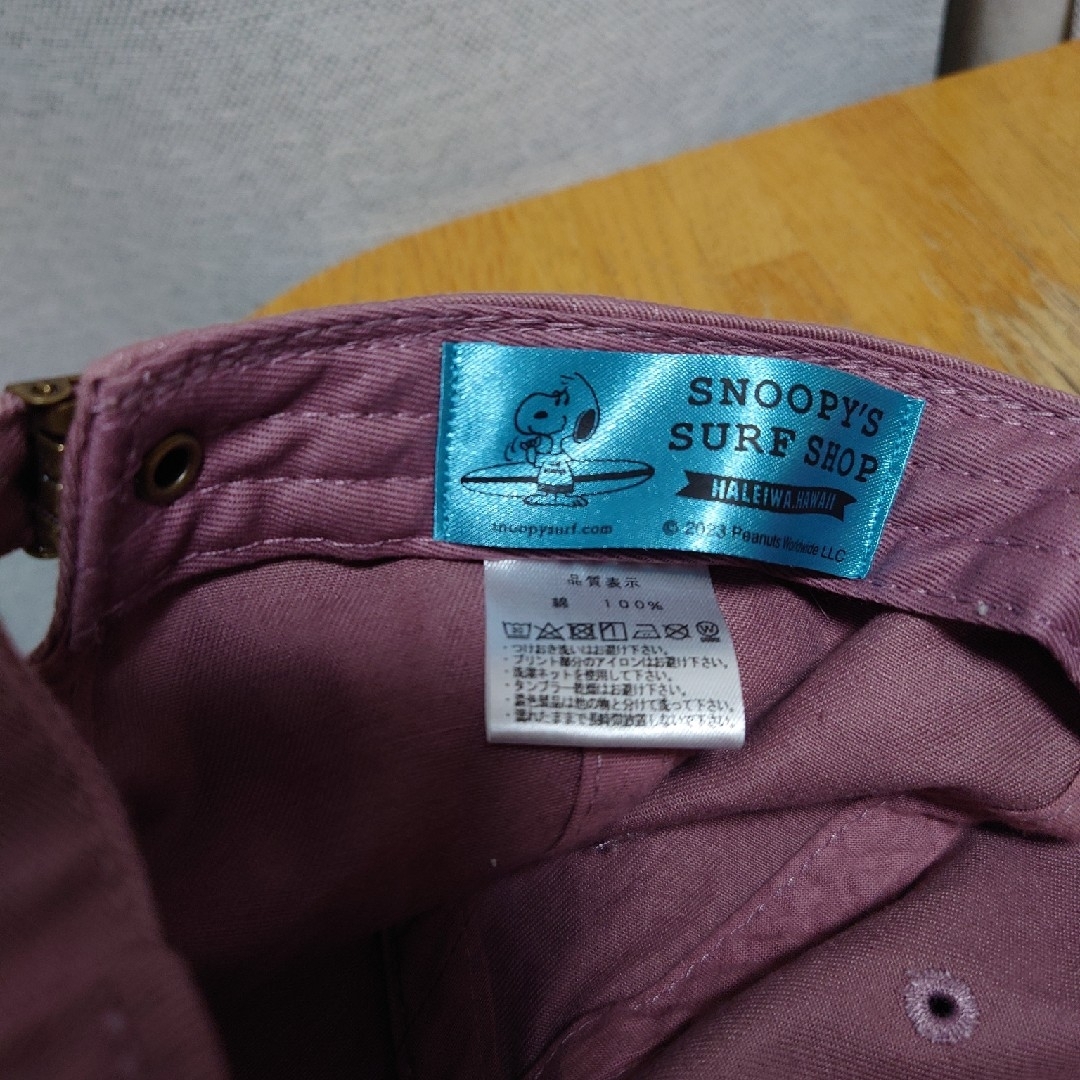 SNOOPY'S
SURF SHOP
HALEIWA.HAWAII
snoopysurf.com
© 2023 Peanuts Worldwide LLC
品質表示
綿 100%
・つけおき洗いはお避け下さい。
・プリント部分のアイロンはお避け下さい。
・洗濯ネットを使用して下さい。
・タンブラー乾燥はお避け下さい。
・濃色製品は他の物と分けて洗って下さい。
・濡れたままで長時間放置しないで下さい。